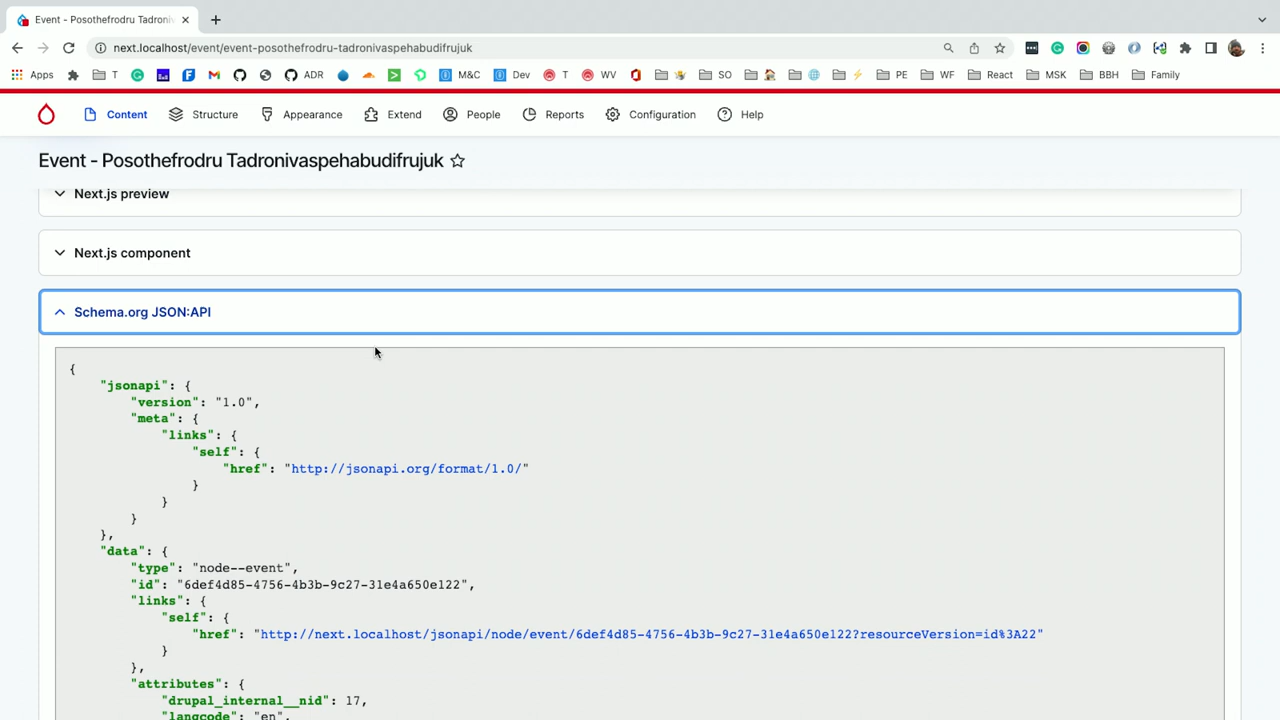 Event - Posothefrodru Tadroniv
next.localhost/event/event-posothefrodru-tadronivaspehabudifrujuk
Apps T ADR M&C Dev T WV SO PE WF React MSK BBH Family
Content Structure Appearance Extend People Reports Configuration Help
Event - Posothefrodru Tadronivaspehabudifrujuk
Next.js preview
Next.js component
Schema.org JSON:API
{
"jsonapi": {
"version": "1.0",
"meta": {
"links": {
"self": {
"href": "http://jsonapi.org/format/1.0/"
}
}
}
},
"data": {
"type": "node--event",
"id": "6def4d85-4756-4b3b-9c27-31e4a650e122",
"links": {
"self": {
"href": "http://next.localhost/jsonapi/node/event/6def4d85-4756-4b3b-9c27-31e4a650e122?resourceVersion=id%3A22"
}
},
"attributes": {
"drupal_internal__nid": 17,
"langcode": "en",